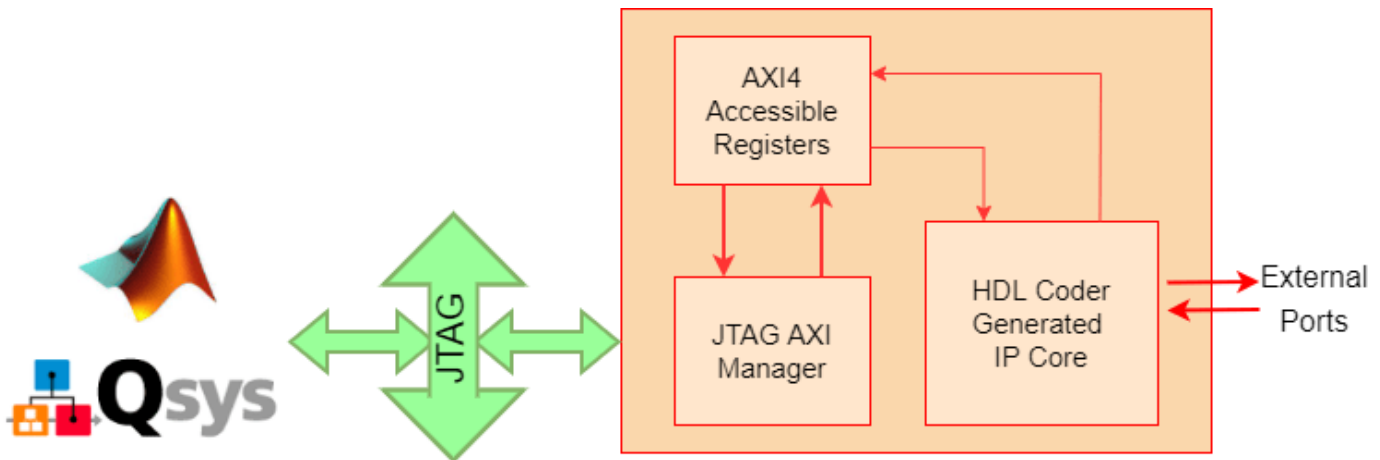 AXI4
Accessible
Registers
JTAG AXI
Manager
HDL Coder
Generated
IP Core
External
Ports
JTAG
Qsys